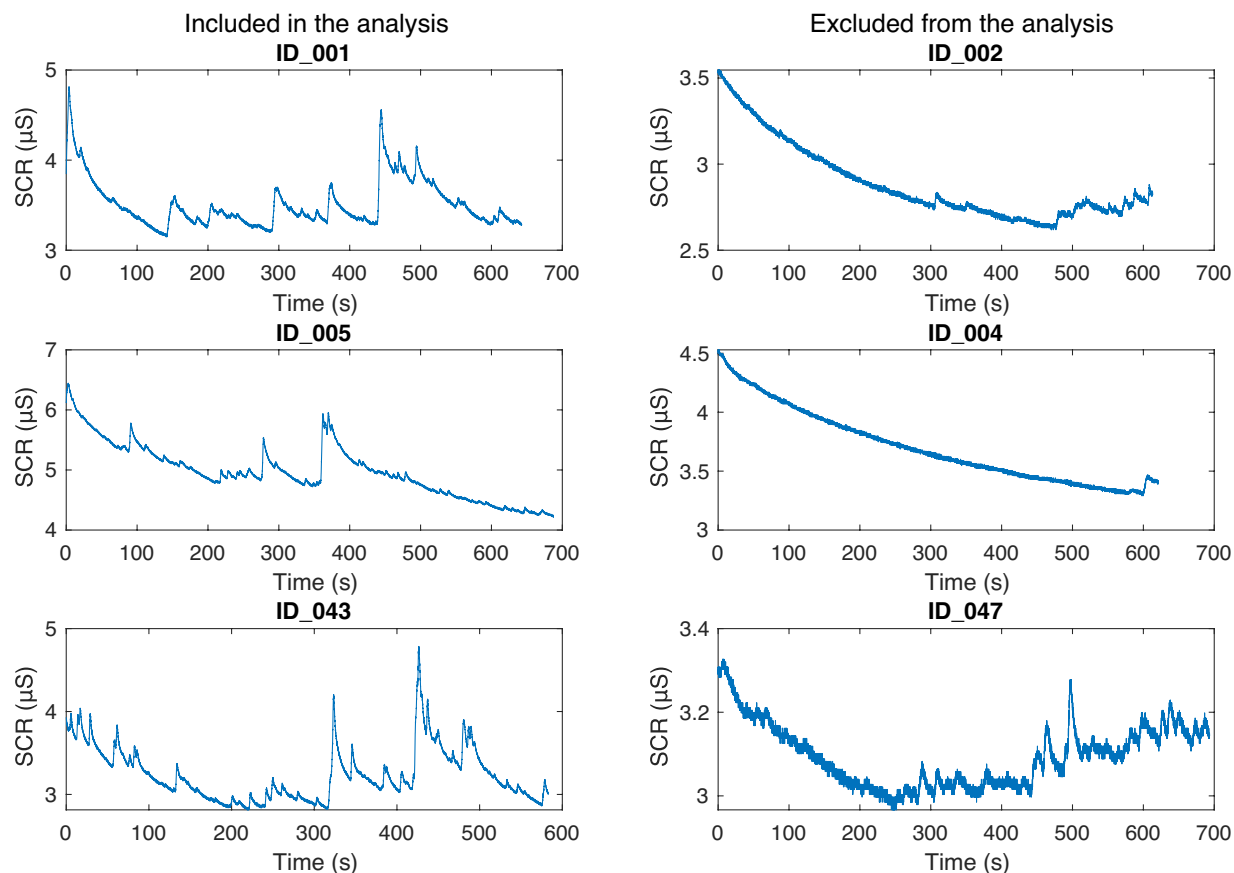 Included in the analysis
ID_001
5
4
3
SCR (µS)
0 100 200 300 400 500 600 700
Time (s)
ID_005
7
6
5
4
SCR (µS)
0 100 200 300 400 500 600 700
Time (s)
ID_043
5
4
3
SCR (µS)
0 100 200 300 400 500 600
Time (s)
Excluded from the analysis
ID_002
3.5
3
2.5
SCR (µS)
0 100 200 300 400 500 600 700
Time (s)
ID_004
4.5
4
3.5
3
SCR (µS)
0 100 200 300 400 500 600 700
Time (s)
ID_047
3.4
3.2
3
SCR (µS)
0 100 200 300 400 500 600 700
Time (s)